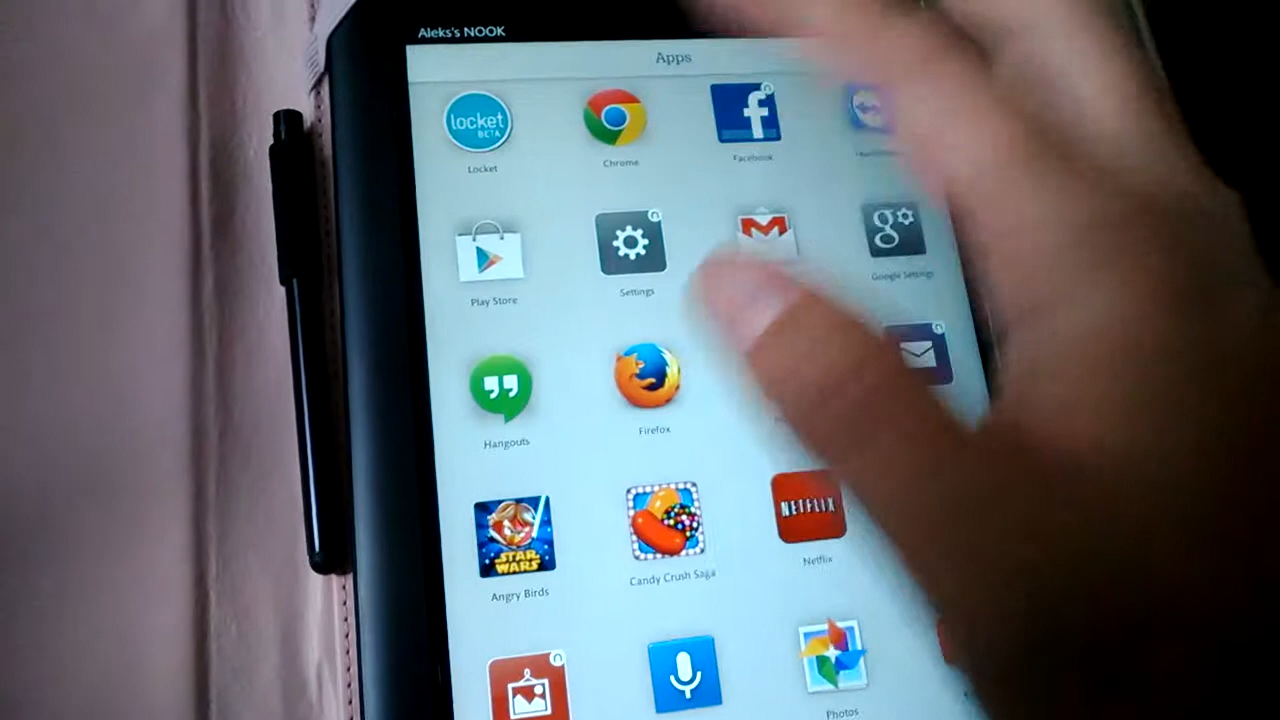 Aleks's NOOK
Apps
locket
BETA
f
Locket
Chrome
Facebook
M
g
Play Store
Settings
Google Settings
Hangouts
Firefox
NETFLIX
STAR
WARS
Angry Birds
Candy Crush Saga
Netflix
Photos